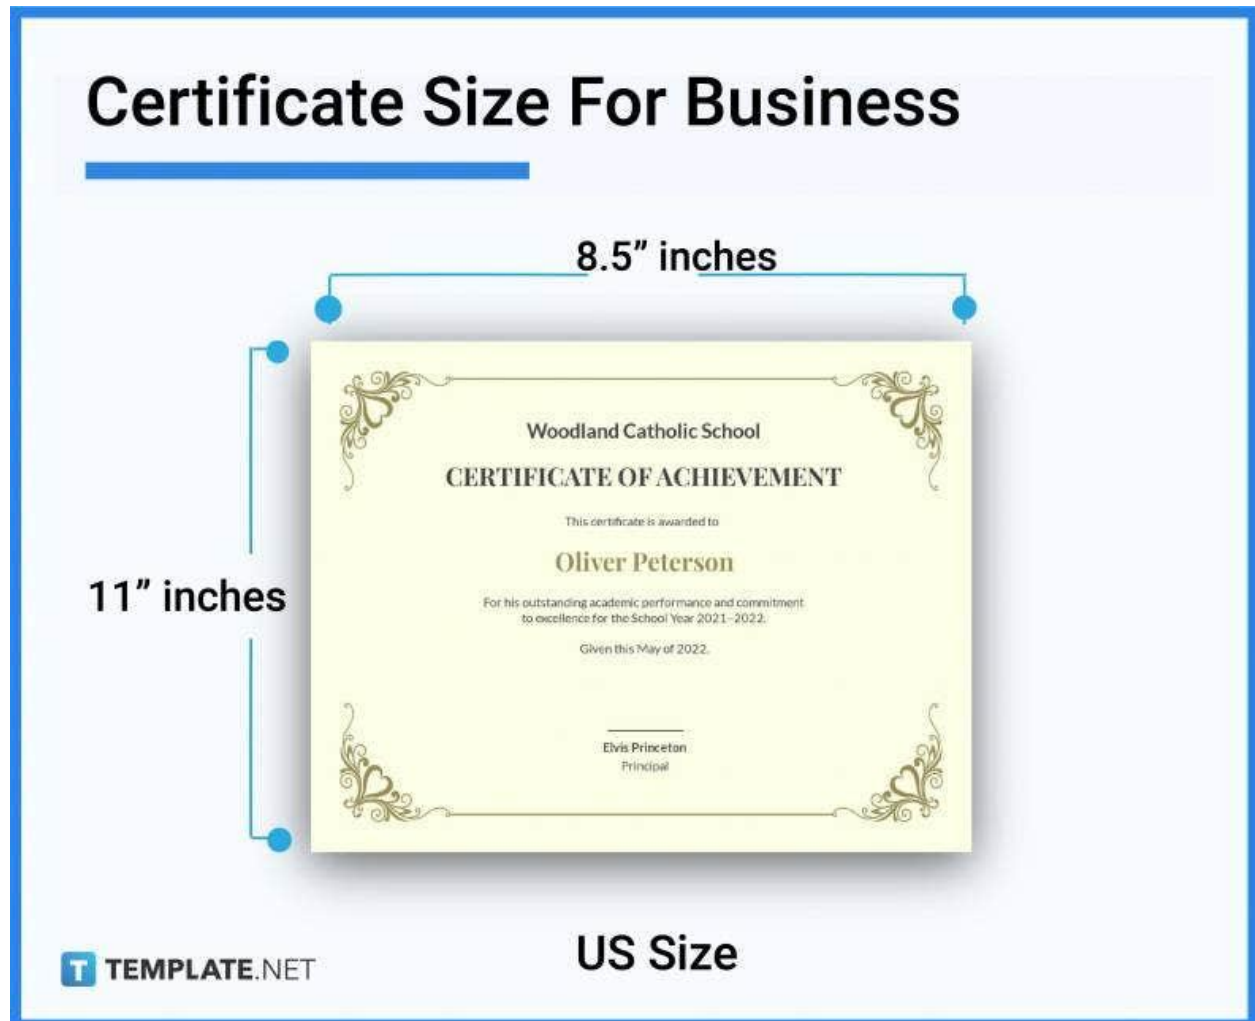 Certificate Size For Business
8.5” inches
11” inches
Woodland Catholic School
CERTIFICATE OF ACHIEVEMENT
This certificate is awarded to
Oliver Peterson
For his outstanding academic performance and commitment
to excellence for the School Year 2021–2022.
Given this May of 2022.
Elvis Princeton
Principal
US Size
T TEMPLATE.NET